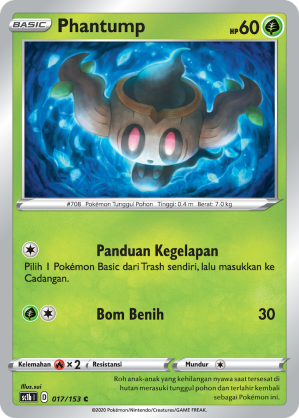 BASIC Phantump HP60
#708 Pokémon Tunggul Pohon Tinggi: 0.4 m Berat: 7.0 kg
Panduan Kegelapan
Pilih 1 Pokémon Basic dari Trash sendiri, lalu masukkan ke
Cadangan.
Bom Benih 30
Kelemahan ×2 Resistansi Mundur
Illus.sui
sc1b I D 017/153 C
Roh anak-anak yang kehilangan nyawa saat tersesat di
hutan merasuki tunggul pohon dan terlahir kembali
sebagai Pokémon ini.
©2020 Pokémon/Nintendo/Creatures/GAME FREAK.